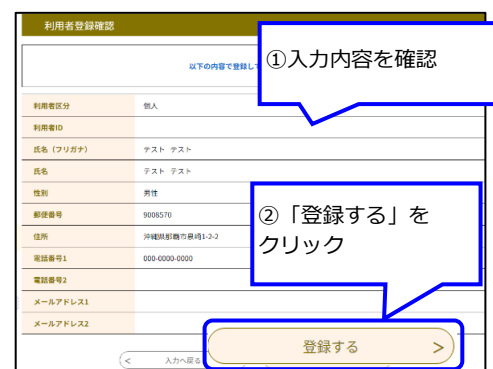 利用者登録確認
以下の内容で登録して
①入力内容を確認
利用者区分 個人
利用者ID
氏名（フリガナ） テスト テスト
氏名 テスト テスト
性別 男性
郵便番号 9008570
住所 沖縄県那覇市泉崎1-2-2
電話番号1 000-0000-0000
電話番号2
メールアドレス1
メールアドレス2
②「登録する」を
クリック
登録する >
< 入力へ戻る